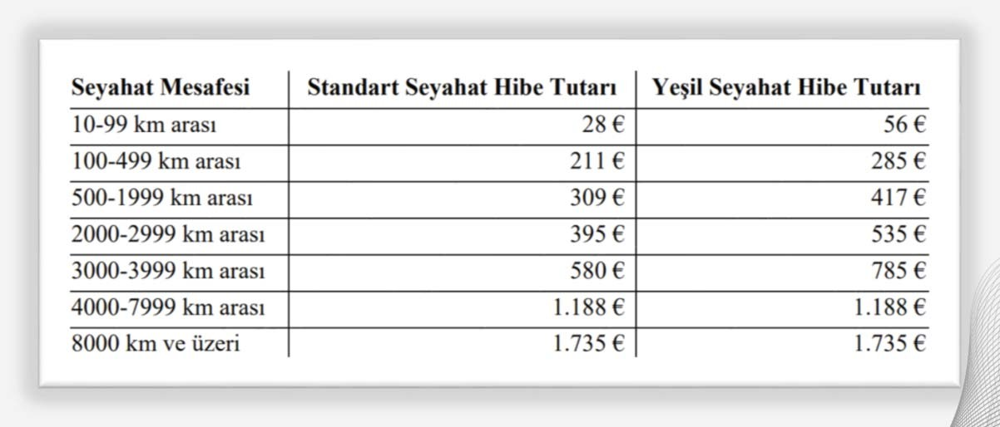 Seyahat Mesafesi Standart Seyahat Hibe Tutarı Yeşil Seyahat Hibe Tutarı
10-99 km arası 28 € 56 €
100-499 km arası 211 € 285 €
500-1999 km arası 309 € 417 €
2000-2999 km arası 395 € 535 €
3000-3999 km arası 580 € 785 €
4000-7999 km arası 1.188 € 1.188 €
8000 km ve üzeri 1.735 € 1.735 €